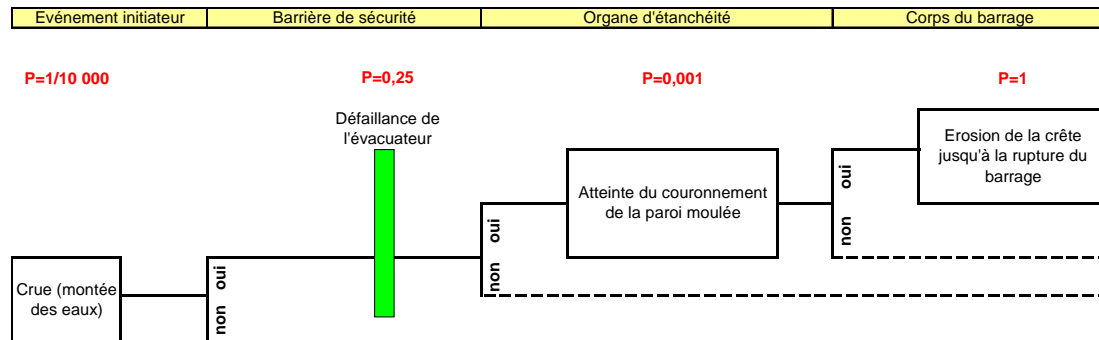 Evénement initiateur
Barrière de sécurité
Organe d'étanchéité
Corps du barrage
P=1/10 000
P=0,25
P=0,001
P=1
Défaillance de
l'évacuateur
Erosion de la crête
jusqu'à la rupture du
barrage
oui
non
Atteinte du couronnement
de la paroi moulée
oui
non
oui
non
Crue (montée
des eaux)